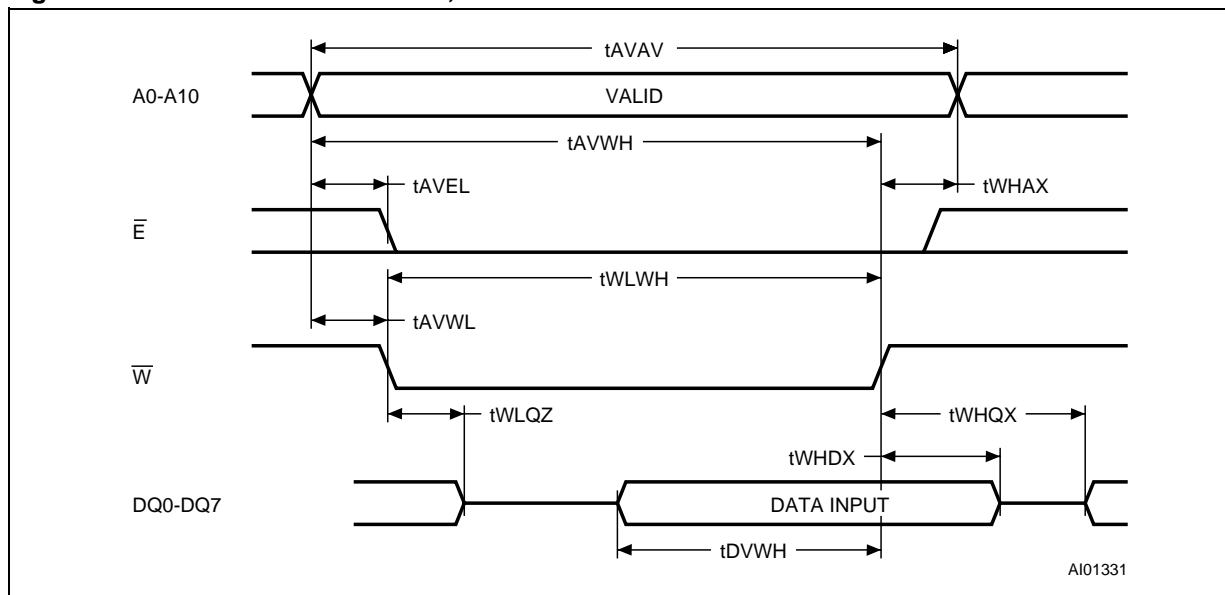 tAVAV
A0-A10
VALID
tAVWH
tAVEL
tWHAX
E̅
tWLWH
tAVWL
W̅
tWLQZ
tWHQX
tWHDX
DQ0-DQ7
DATA INPUT
tDVWH
AI01331